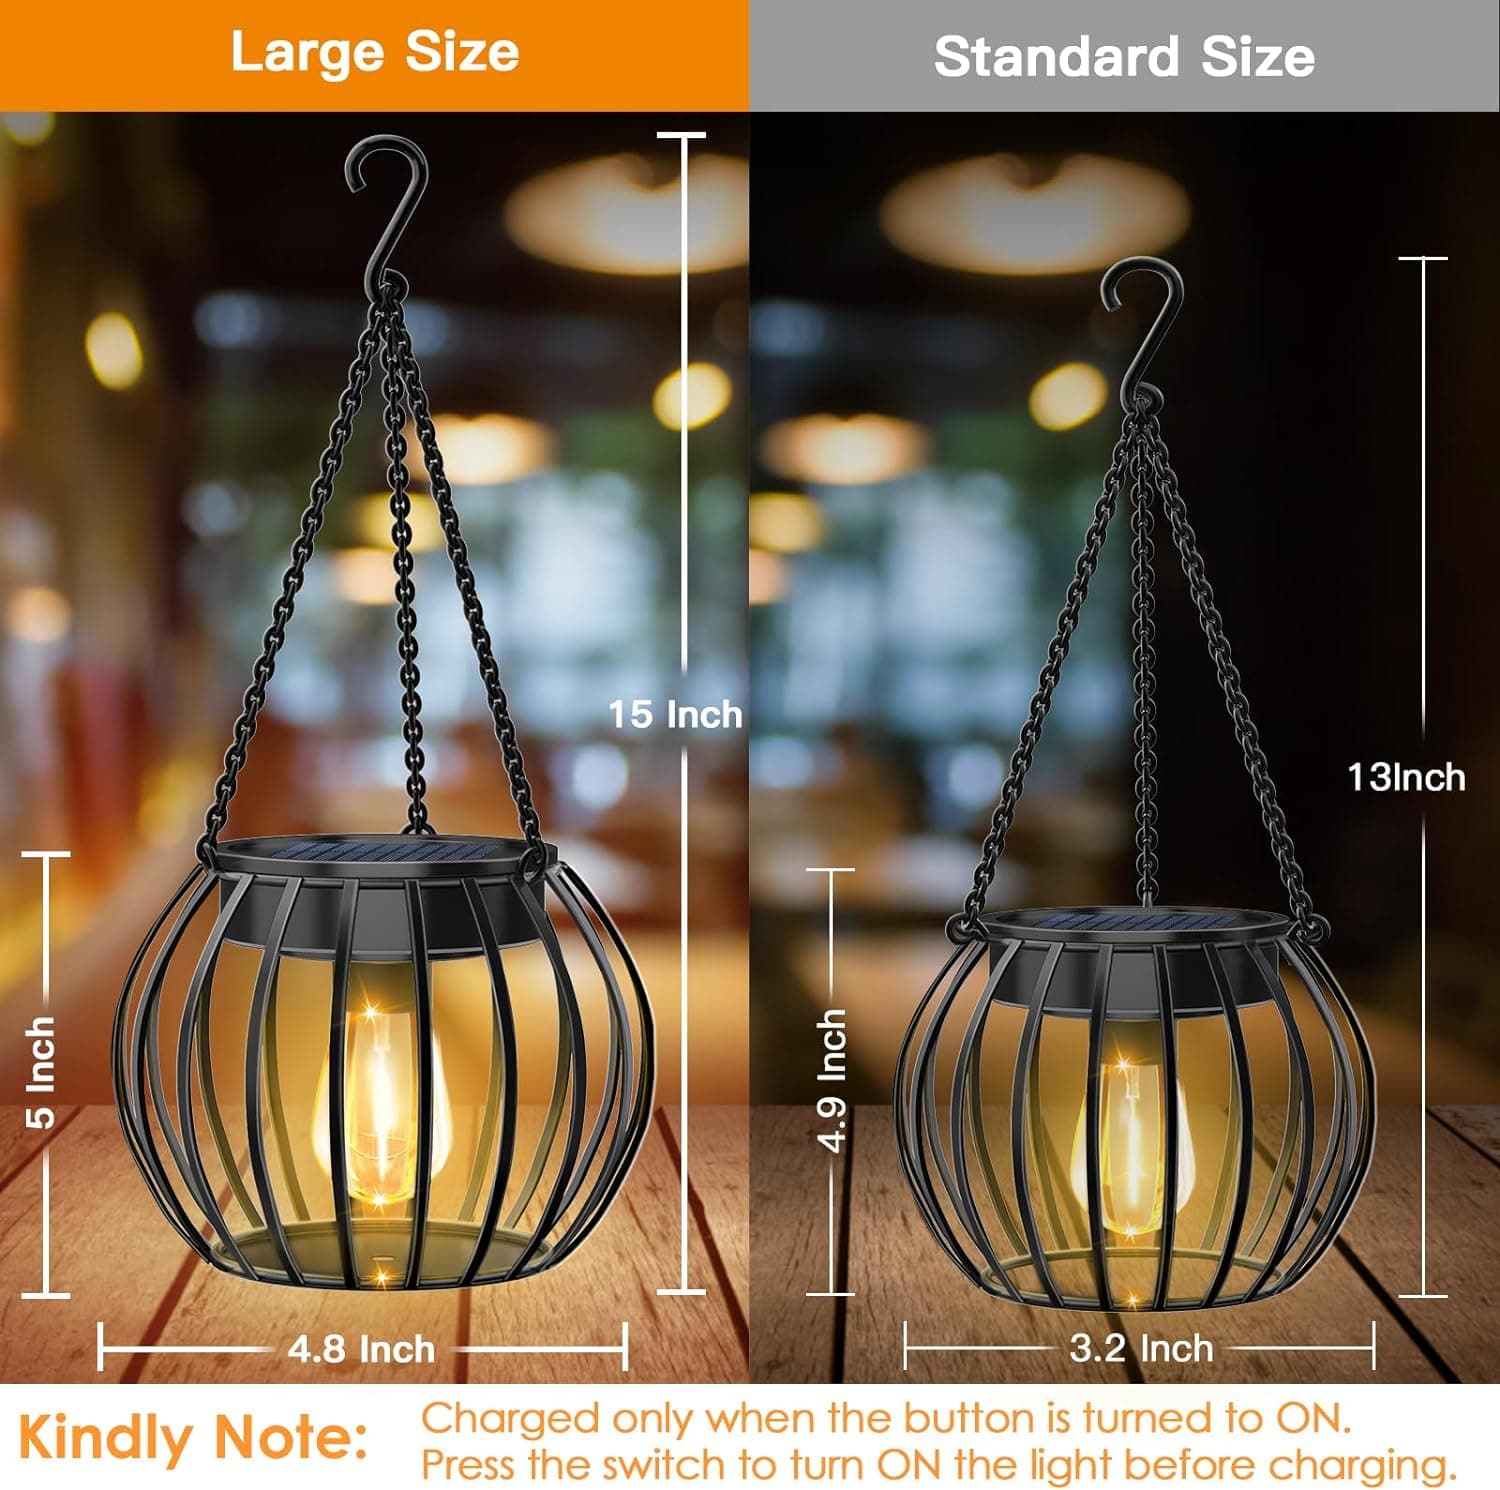 Large Size
Standard Size
15 Inch
13Inch
5 Inch
4.9 Inch
4.8 Inch
3.2 Inch
Kindly Note:
Charged only when the button is turned to ON.
Press the switch to turn ON the light before charging.